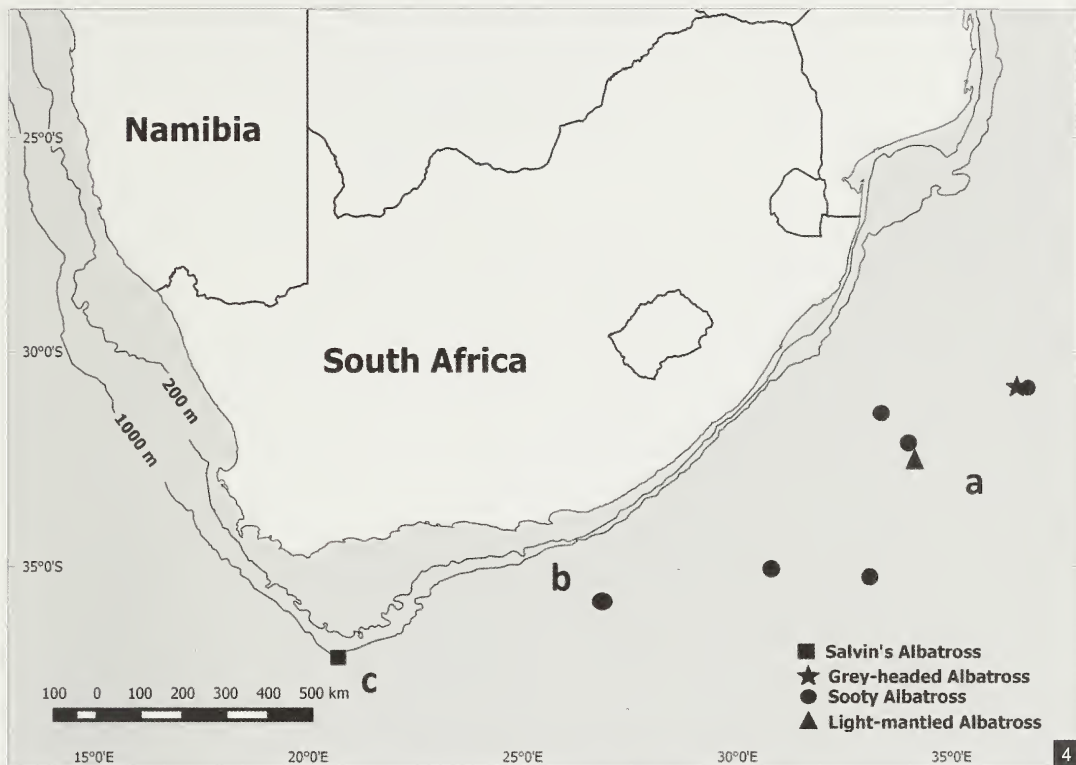 Namibia
25°0'S
30°0'S
South Africa
200 m
1000 m
a
35°0'S
b
c
Salvin's Albatross
Grey-headed Albatross
Sooty Albatross
Light-mantled Albatross
100 0 100 200 300 400 500 km
15°0'E 20°0'E 25°0'E 30°0'E 35°0'E
4